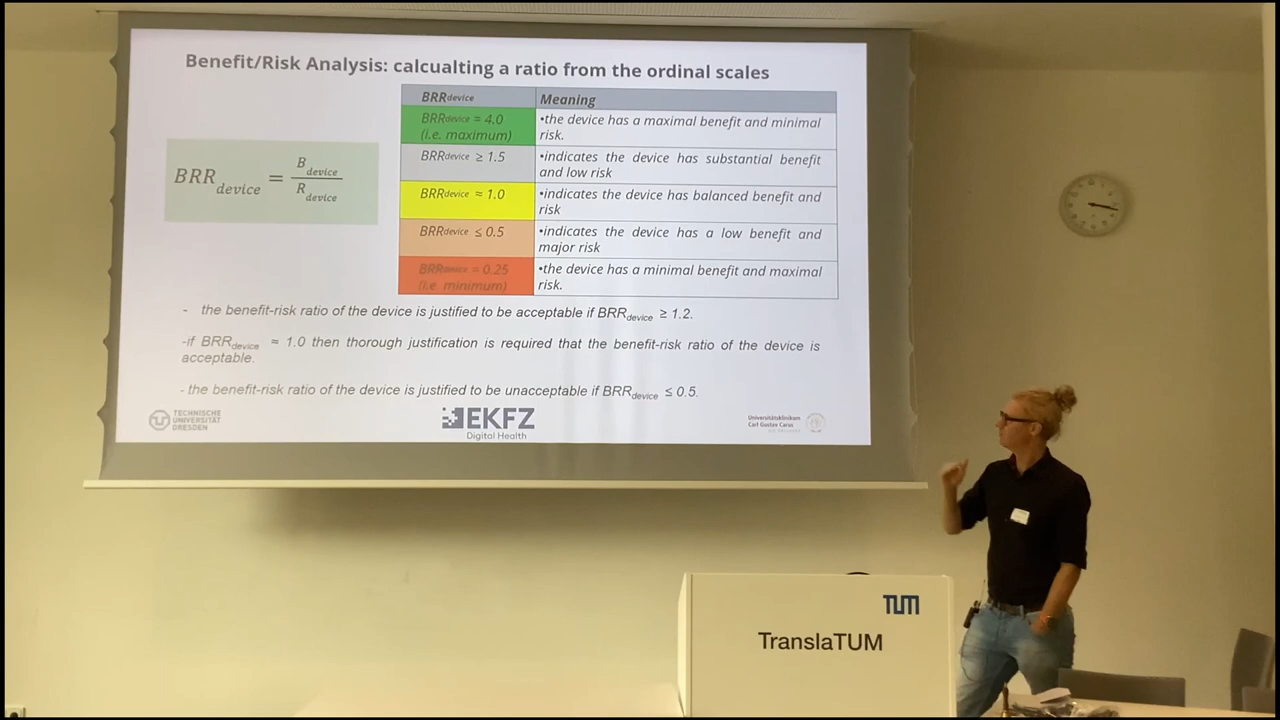 Benefit/Risk Analysis: calcualting a ratio from the ordinal scales
BRRdevice = Bdevice / Rdevice
BRRdevice Meaning
BRRdevice = 4.0 •the device has a maximal benefit and minimal
(i.e. maximum) risk.
BRRdevice ≥ 1.5 •indicates the device has substantial benefit
and low risk
BRRdevice ≈ 1.0 •indicates the device has balanced benefit and
risk
BRRdevice ≤ 0.5 •indicates the device has a low benefit and
major risk
BRRdevice = 0.25 •the device has a minimal benefit and maximal
(i.e. minimum) risk.
- the benefit-risk ratio of the device is justified to be acceptable if BRRdevice ≥ 1.2.
-if BRRdevice ≈ 1.0 then thorough justification is required that the benefit-risk ratio of the device is
acceptable.
- the benefit-risk ratio of the device is justified to be unacceptable if BRRdevice ≤ 0.5.
TECHNISCHE
UNIVERSITÄT
DRESDEN
EKFZ
Digital Health
Universitätsklinikum
Carl Gustav Carus
TUM
TranslaTUM